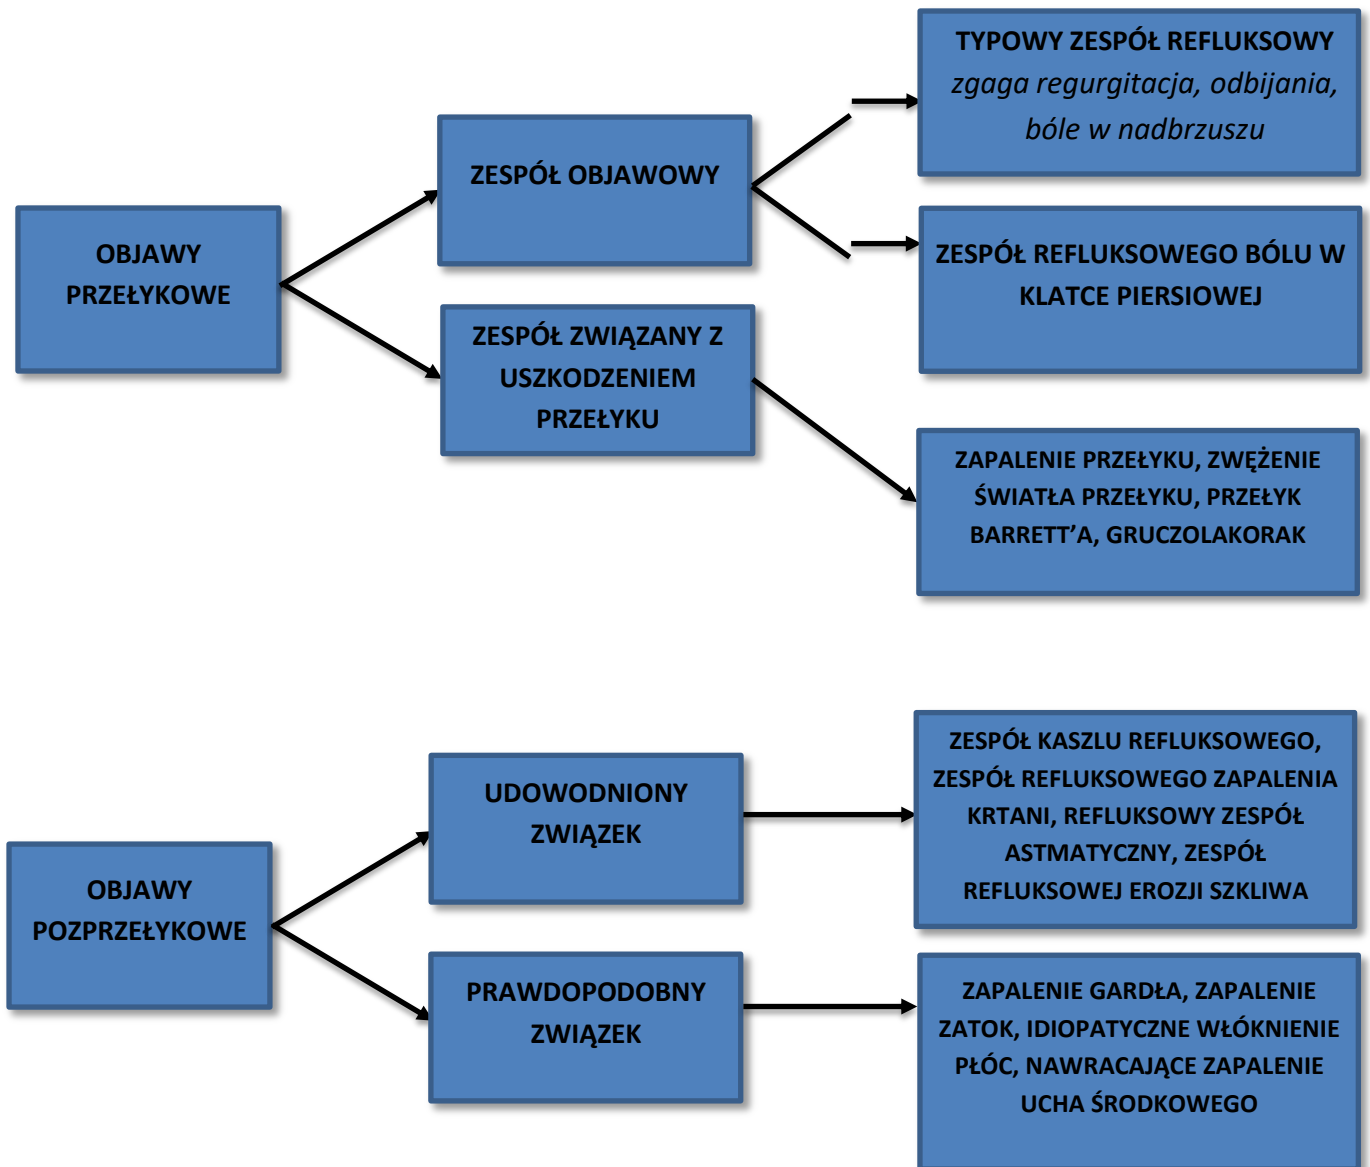 TYPOWY ZESPÓŁ REFLUKSOWY
zgaga regurgitacja, odbijania,
bóle w nadbrzuszu
ZESPÓŁ OBJAWOWY
OBJAWY
PRZEŁYKOWE
ZESPÓŁ REFLUKSOWEGO BÓLU W
KLATCE PIERSIOWEJ
ZESPÓŁ ZWIĄZANY Z
USZKODZENIEM
PRZEŁYKU
ZAPALENIE PRZEŁYKU, ZWĘŻENIE
ŚWIATŁA PRZEŁYKU, PRZEŁYK
BARRETT’A, GRUCZOLAKORAK
ZESPÓŁ KASZLU REFLUKSOWEGO,
ZESPÓŁ REFLUKSOWEGO ZAPALENIA
KRTANI, REFLUKSOWY ZESPÓŁ
ASTMATYCZNY, ZESPÓŁ
REFLUKSOWEJ EROZJI SZKLIWA
UDOWODNIONY
ZWIĄZEK
OBJAWY
POZPRZEŁYKOWE
PRAWDOPODOBNY
ZWIĄZEK
ZAPALENIE GARDŁA, ZAPALENIE
ZATOK, IDIOPATYCZNE WŁÓKNIENIE
PŁÓC, NAWRACAJĄCE ZAPALENIE
UCHA ŚRODKOWEGO